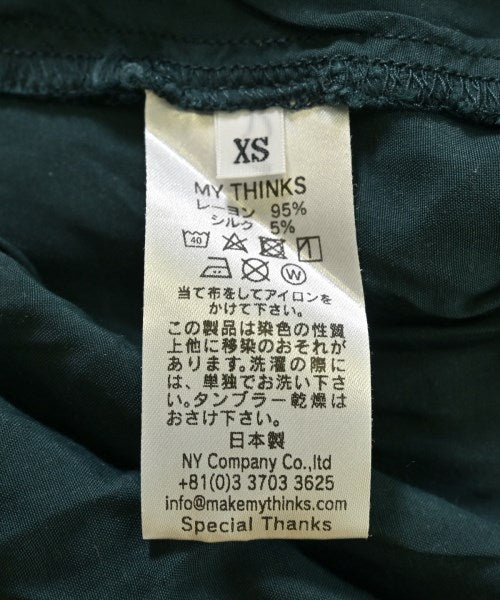 XS
MY THINKS
レーヨン 95%
シルク 5%
40
W
当て布をしてアイロンを
かけて下さい。
この製品は染色の性質
上他に移染のおそれが
あります。洗濯の際に
は、単独でお洗い下さ
い。タンブラー乾燥は
おさけ下さい。
日本製
NY Company Co.,ltd
+81(0)3 3703 3625
info@makemythinks.com
Special Thanks